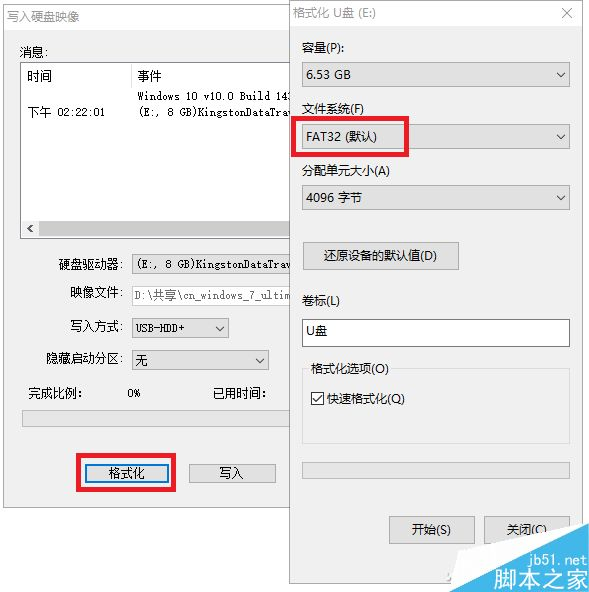 写入硬盘映像
消息:
时间 事件
Windows 10 v10.0 Build 143
下午 02:22:01 (E:, 8 GB)KingstonDataTrav
硬盘驱动器: (E:, 8 GB)KingstonDataTrav
映像文件: D:\共享\cn_windows_7_ultim
写入方式: USB-HDD+
隐藏启动分区: 无
完成比例: 0% 已用时间:
格式化 写入
格式化 U盘 (E:)
容量(P):
6.53 GB
文件系统(F)
FAT32 (默认)
分配单元大小(A)
4096 字节
还原设备的默认值(D)
卷标(L)
U盘
格式化选项(O)
快速格式化(Q)
开始(S) 关闭(C)
jb51.net
脚本之家